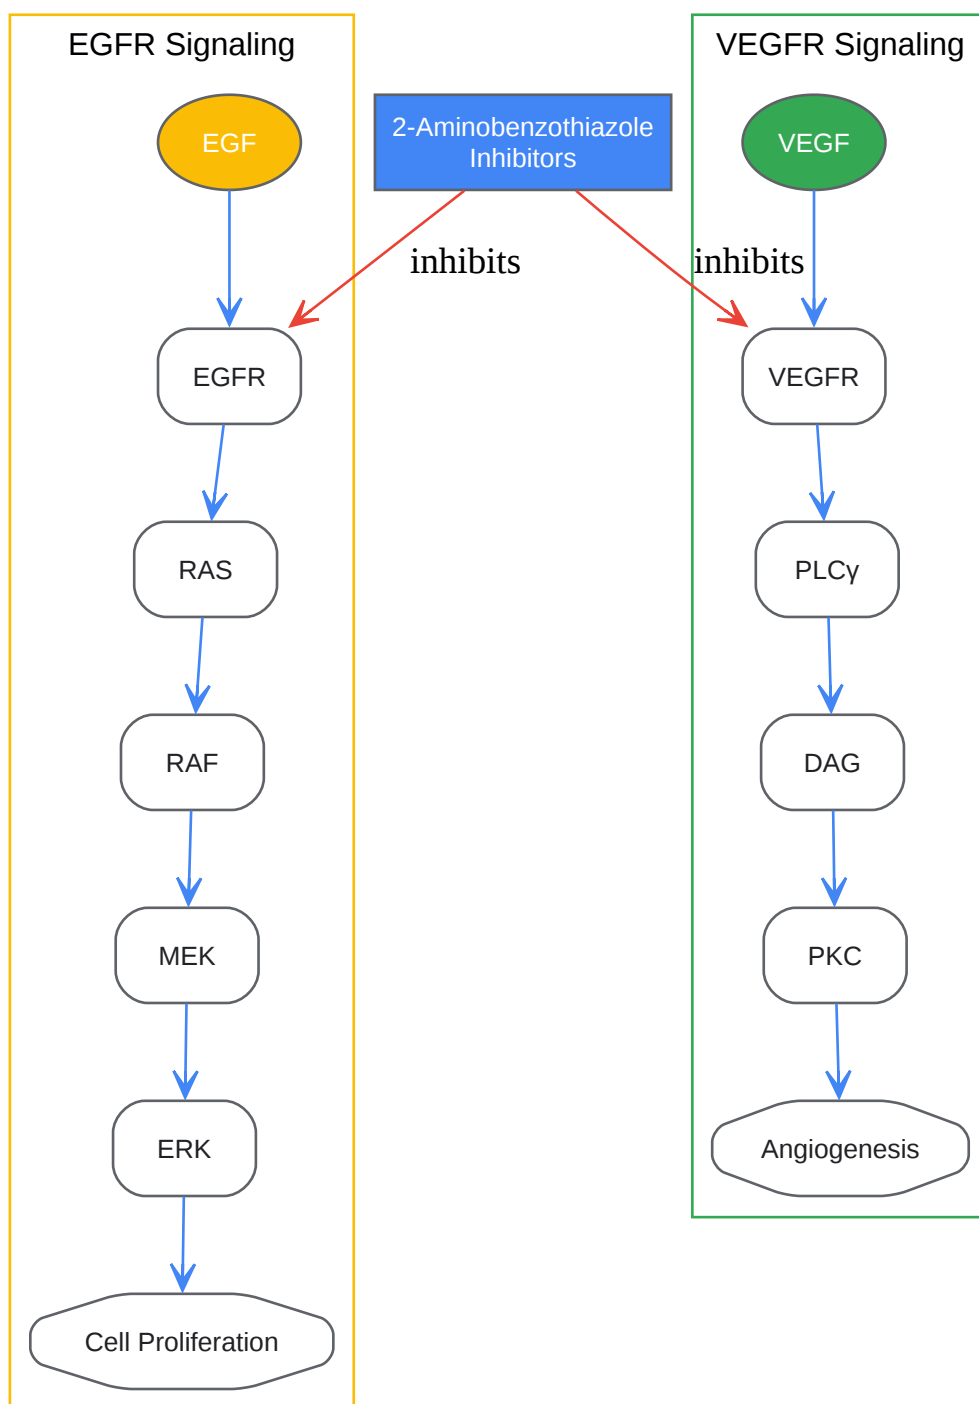 EGFR Signaling
VEGFR Signaling
EGF
2-Aminobenzothiazole
Inhibitors
VEGF
inhibits
inhibits
EGFR
VEGFR
RAS
PLCγ
RAF
DAG
MEK
PKC
ERK
Angiogenesis
Cell Proliferation